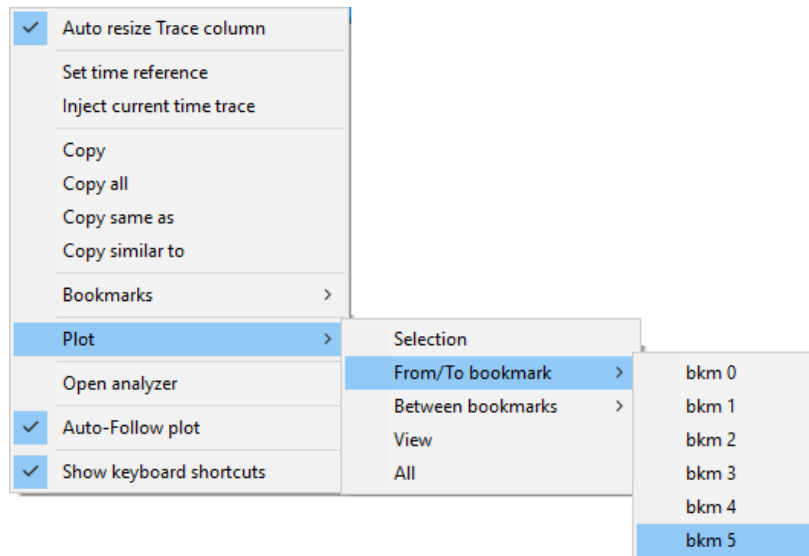 Auto resize Trace column
Set time reference
Inject current time trace
Copy
Copy all
Copy same as
Copy similar to
Bookmarks
Plot
Open analyzer
Auto-Follow plot
Show keyboard shortcuts
Selection
From/To bookmark
Between bookmarks
View
All
bkm 0
bkm 1
bkm 2
bkm 3
bkm 4
bkm 5